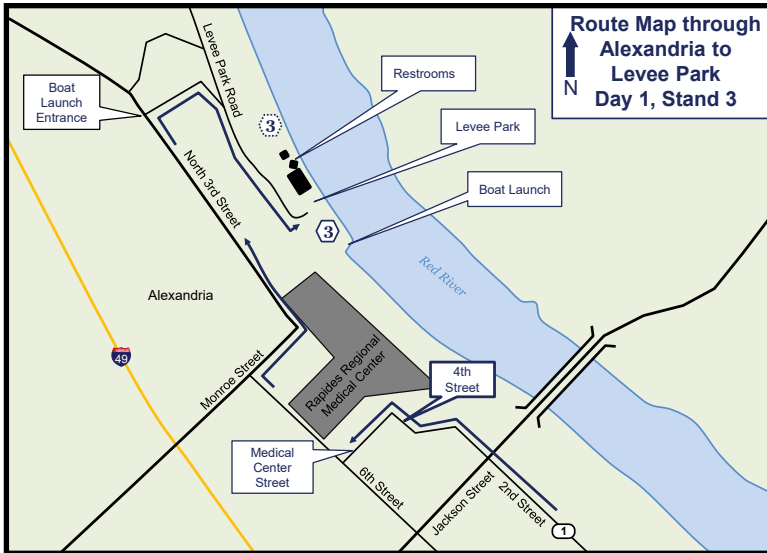 Route Map through
Alexandria to
Levee Park
Day 1, Stand 3
N
Levee Park Road
Boat
Launch
Entrance
Restrooms
3
Levee Park
North 3rd Street
Boat Launch
3
Red River
Alexandria
49
Monroe Street
Rapides Regional
Medical Center
4th
Street
Medical
Center
Street
6th Street
Jackson Street
2nd Street
1